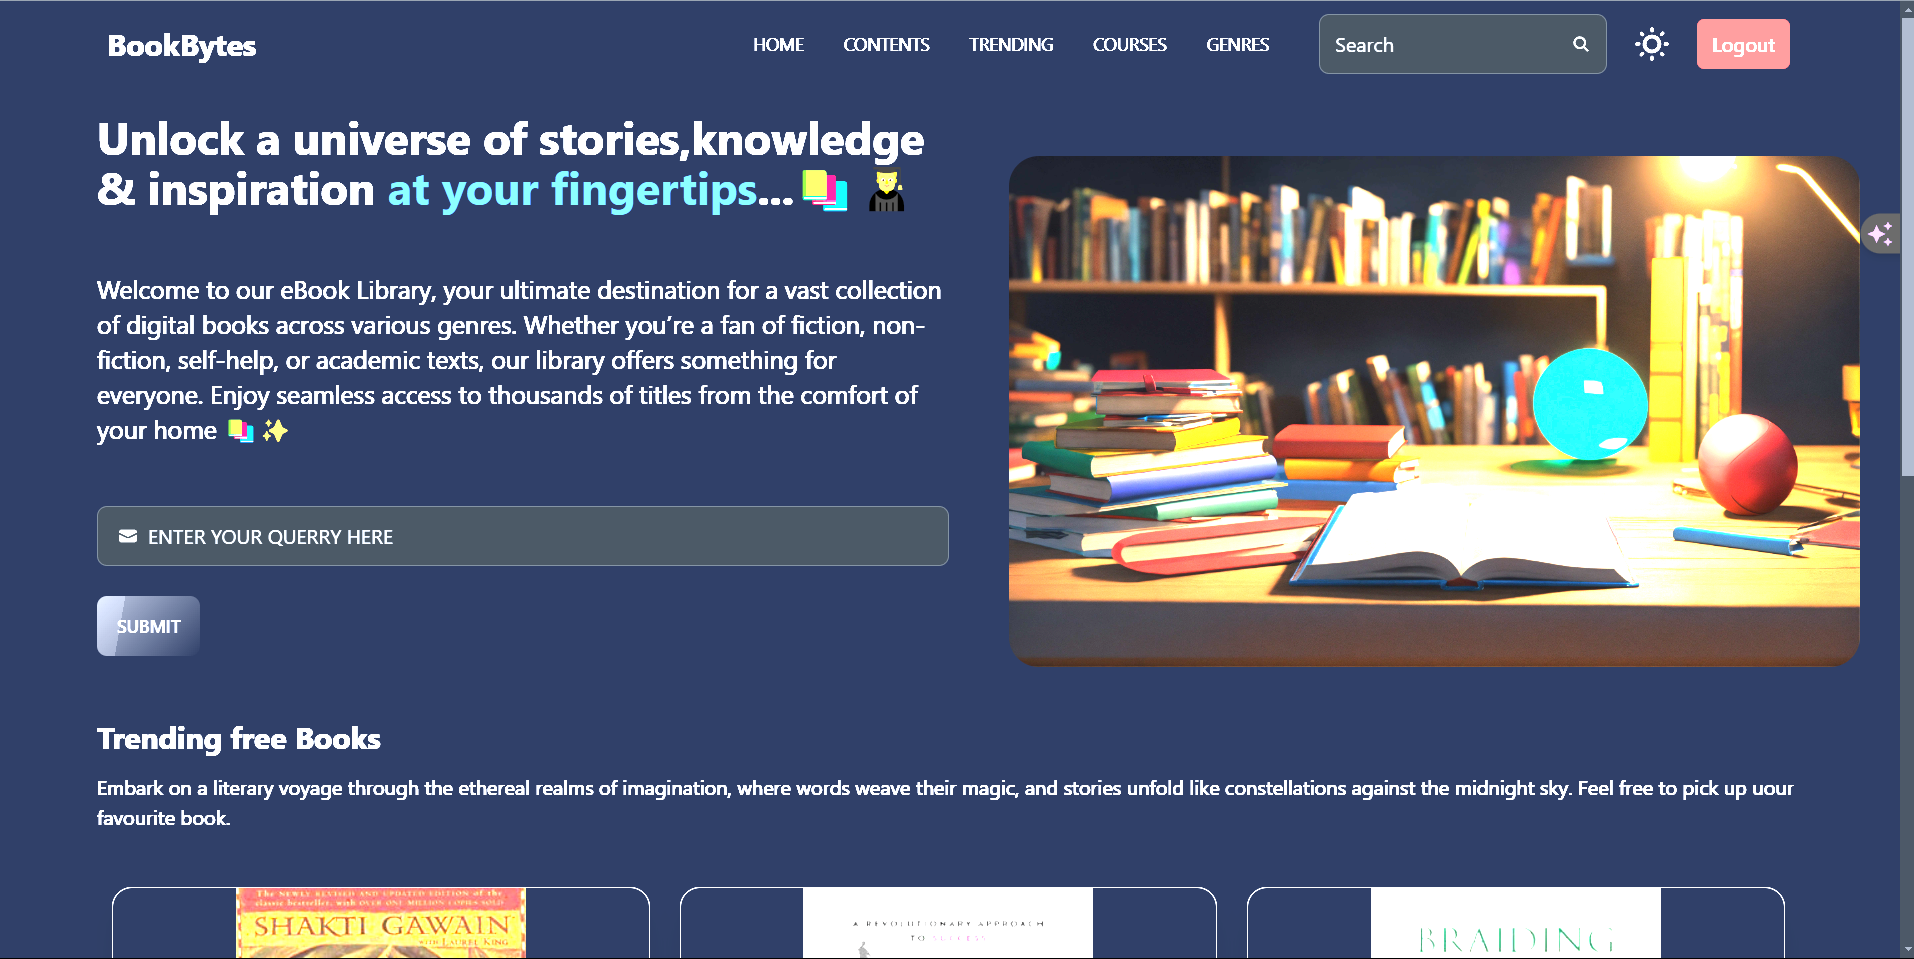 BookBytes
HOME CONTENTS TRENDING COURSES GENRES Search Logout
Unlock a universe of stories,knowledge
& inspiration at your fingertips...
Welcome to our eBook Library, your ultimate destination for a vast collection
of digital books across various genres. Whether you’re a fan of fiction, non-
fiction, self-help, or academic texts, our library offers something for
everyone. Enjoy seamless access to thousands of titles from the comfort of
your home
ENTER YOUR QUERRY HERE
SUBMIT
Trending free Books
Embark on a literary voyage through the ethereal realms of imagination, where words weave their magic, and stories unfold like constellations against the midnight sky. Feel free to pick up uour
favourite book.
The NEWLY REVISED AND UPDATED EDITION of the
classic bestseller, with OVER ONE MILLION COPIES SOLD
SHAKTI GAWAIN
WITH LAUREL KING
A REVOLUTIONARY APPROACH
TO SUCCESS
BRAIDING